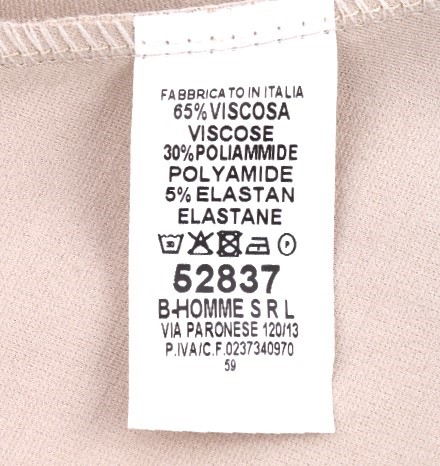 FABBRICATO IN ITALIA
65% VISCOSA
VISCOSE
30% POLIAMMIDE
POLYAMIDE
5% ELASTAN
ELASTANE
P
52837
B-HOMME S R L
VIA PARONESE 120/13
P.IVA/C.F.0237340970
59